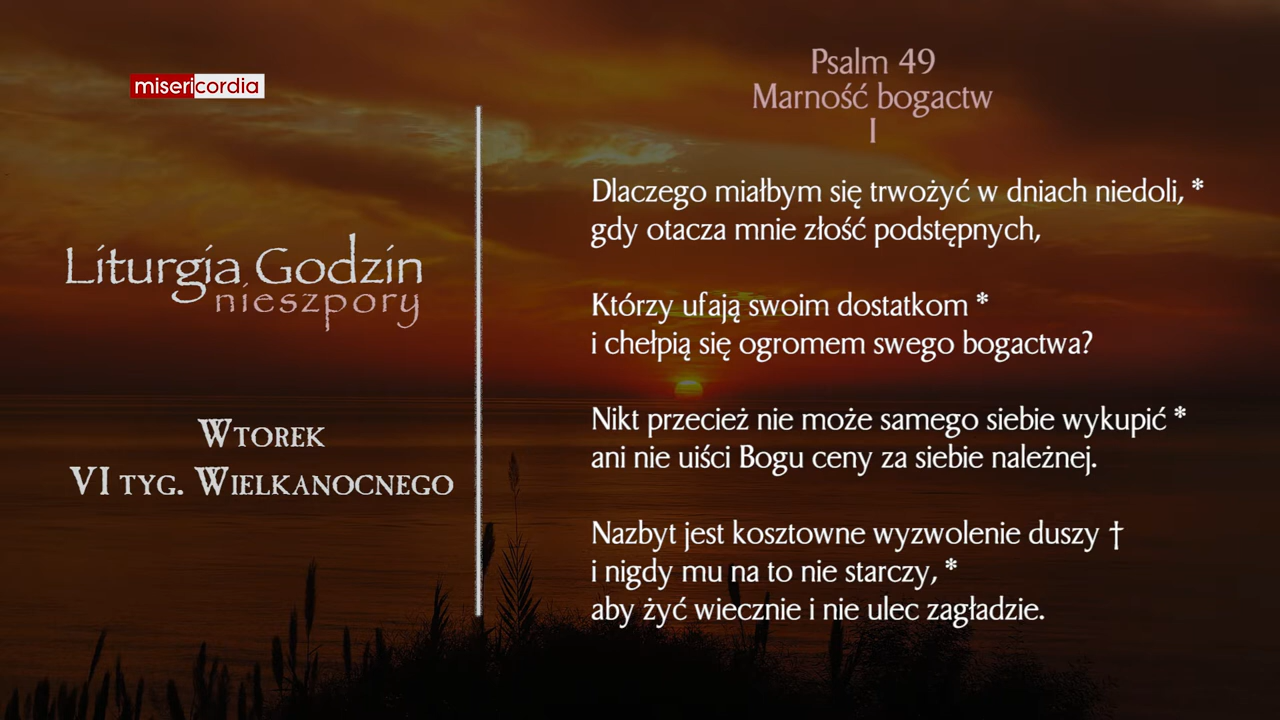 misericordia
Liturgia Godzin
nieszpory
Wtorek
VI tyg. Wielkanocnego
Psalm 49
Marność bogactw
I
Dlaczego miałbym się trwożyć w dniach niedoli, *
gdy otacza mnie złość podstępnych,
Którzy ufają swoim dostatkom *
i chełpią się ogromem swego bogactwa?
Nikt przecież nie może samego siebie wykupić *
ani nie uiści Bogu ceny za siebie należnej.
Nazbyt jest kosztowne wyzwolenie duszy †
i nigdy mu na to nie starczy, *
aby żyć wiecznie i nie ulec zagładzie.